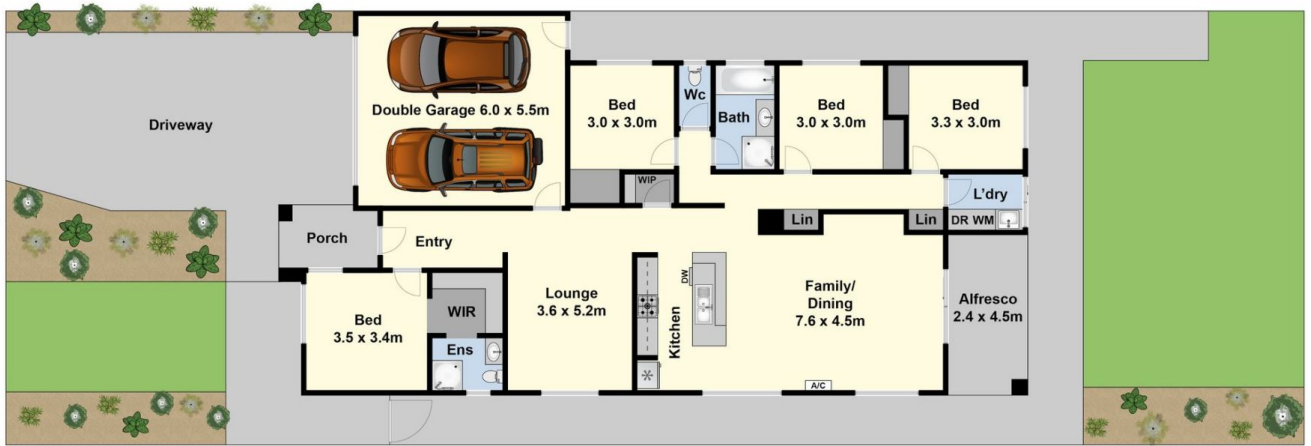 Driveway
Double Garage 6.0 x 5.5m
Bed
3.0 x 3.0m
Wc
Bath
Bed
3.0 x 3.0m
Bed
3.3 x 3.0m
WIP
L'dry
DR WM
Lin
Lin
Porch
Entry
Bed
3.5 x 3.4m
WIR
Ens
Lounge
3.6 x 5.2m
Kitchen
DW
Family/
Dining
7.6 x 4.5m
A/C
Alfresco
2.4 x 4.5m